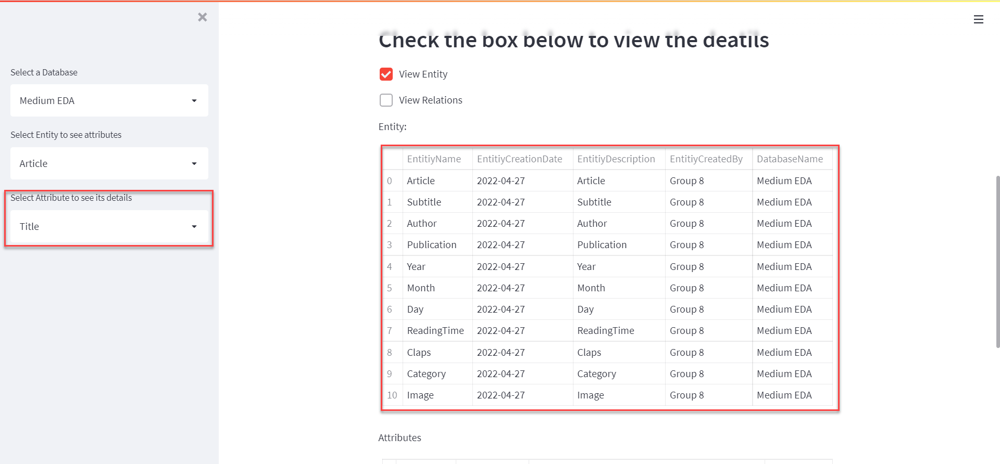 Select a Database
Medium EDA
Select Entity to see attributes
Article
Select Attribute to see its details
Title
Check the box below to view the deatils
View Entity
View Relations
Entity:
EntitiyName EntitiyCreationDate EntitiyDescription EntitiyCreatedBy DatabaseName
0 Article 2022-04-27 Article Group 8 Medium EDA
1 Subtitle 2022-04-27 Subtitle Group 8 Medium EDA
2 Author 2022-04-27 Author Group 8 Medium EDA
3 Publication 2022-04-27 Publication Group 8 Medium EDA
4 Year 2022-04-27 Year Group 8 Medium EDA
5 Month 2022-04-27 Month Group 8 Medium EDA
6 Day 2022-04-27 Day Group 8 Medium EDA
7 ReadingTime 2022-04-27 ReadingTime Group 8 Medium EDA
8 Claps 2022-04-27 Claps Group 8 Medium EDA
9 Category 2022-04-27 Category Group 8 Medium EDA
10 Image 2022-04-27 Image Group 8 Medium EDA
Attributes